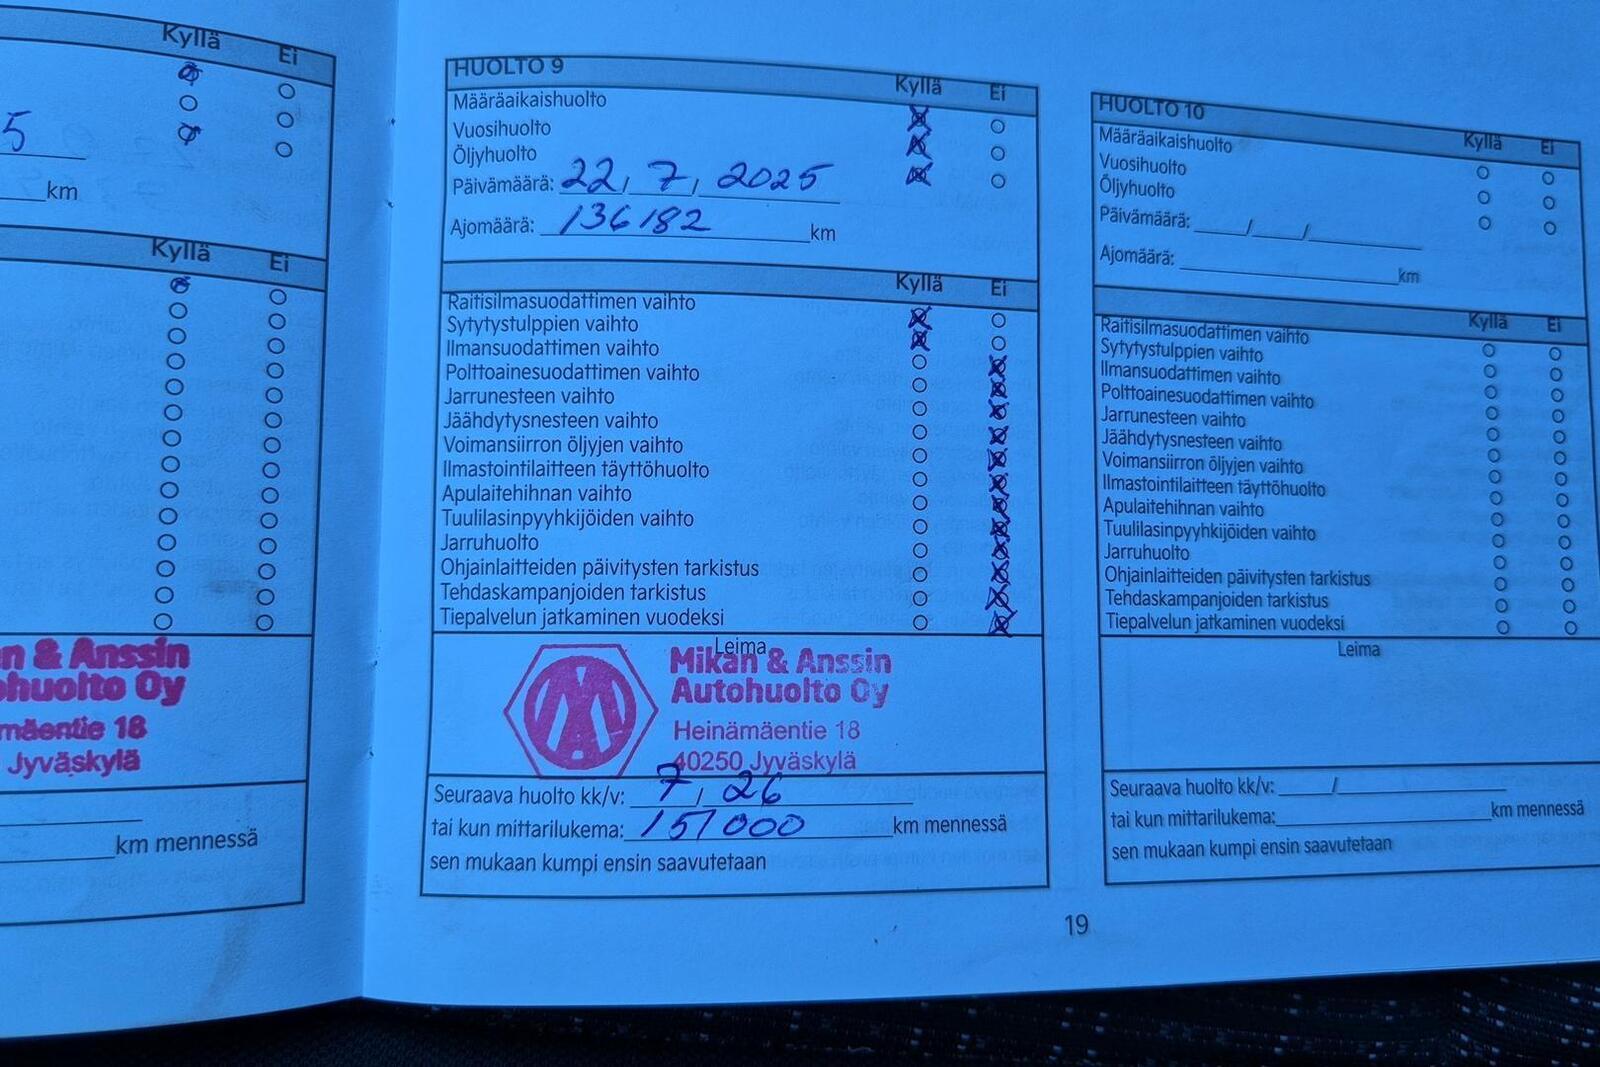 Kyllä Ei
5
km
Kyllä Ei
n & Anssin
ohuolto Oy
mäentie 18
Jyväskylä
km mennessä
HUOLTO 9
Kyllä Ei
Määräaikaishuolto
Vuosihuolto
Öljyhuolto
Päivämäärä: 22, 7, 2025
Ajomäärä: 136182 km
Kyllä Ei
Raitisilmasuodattimen vaihto
Sytytystulppien vaihto
Ilmansuodattimen vaihto
Polttoainesuodattimen vaihto
Jarrunesteen vaihto
Jäähdytysnesteen vaihto
Voimansiirron öljyjen vaihto
Ilmastointilaitteen täyttöhuolto
Apulaitehihnan vaihto
Tuulilasinpyyhkijöiden vaihto
Jarruhuolto
Ohjainlaitteiden päivitysten tarkistus
Tehdaskampanjoiden tarkistus
Tiepalvelun jatkaminen vuodeksi
Leima
Mikan & Anssin
Autohuolto Oy
Heinämäentie 18
40250 Jyväskylä
Seuraava huolto kk/v: 7, 26
tai kun mittarilukema: 151000 km mennessä
sen mukaan kumpi ensin saavutetaan
HUOLTO 10
Kyllä Ei
Määräaikaishuolto
Vuosihuolto
Öljyhuolto
Päivämäärä: / /
Ajomäärä: km
Kyllä Ei
Raitisilmasuodattimen vaihto
Sytytystulppien vaihto
Ilmansuodattimen vaihto
Polttoainesuodattimen vaihto
Jarrunesteen vaihto
Jäähdytysnesteen vaihto
Voimansiirron öljyjen vaihto
Ilmastointilaitteen täyttöhuolto
Apulaitehihnan vaihto
Tuulilasinpyyhkijöiden vaihto
Jarruhuolto
Ohjainlaitteiden päivitysten tarkistus
Tehdaskampanjoiden tarkistus
Tiepalvelun jatkaminen vuodeksi
Leima
Seuraava huolto kk/v: /
tai kun mittarilukema: km mennessä
sen mukaan kumpi ensin saavutetaan
19